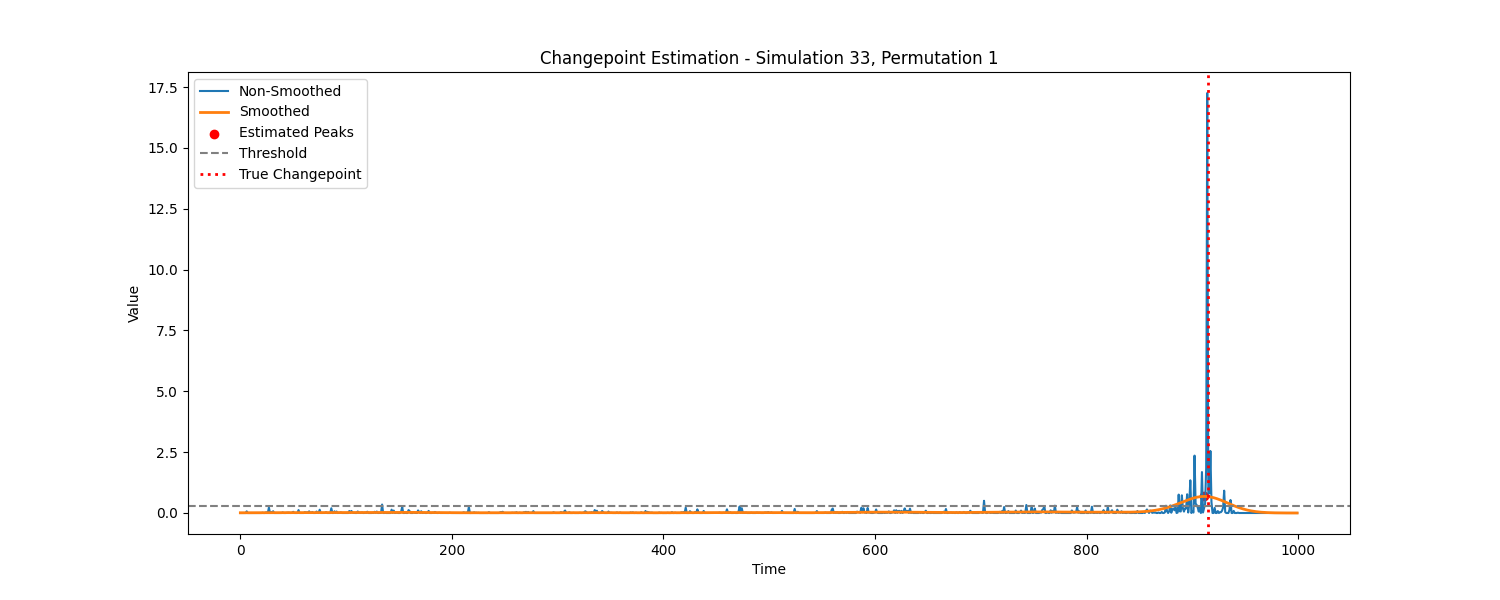 Changepoint Estimation - Simulation 33, Permutation 1
17.5
15.0
12.5
10.0
7.5
5.0
2.5
0.0
Value
Non-Smoothed
Smoothed
Estimated Peaks
Threshold
True Changepoint
0
200
400
600
800
1000
Time